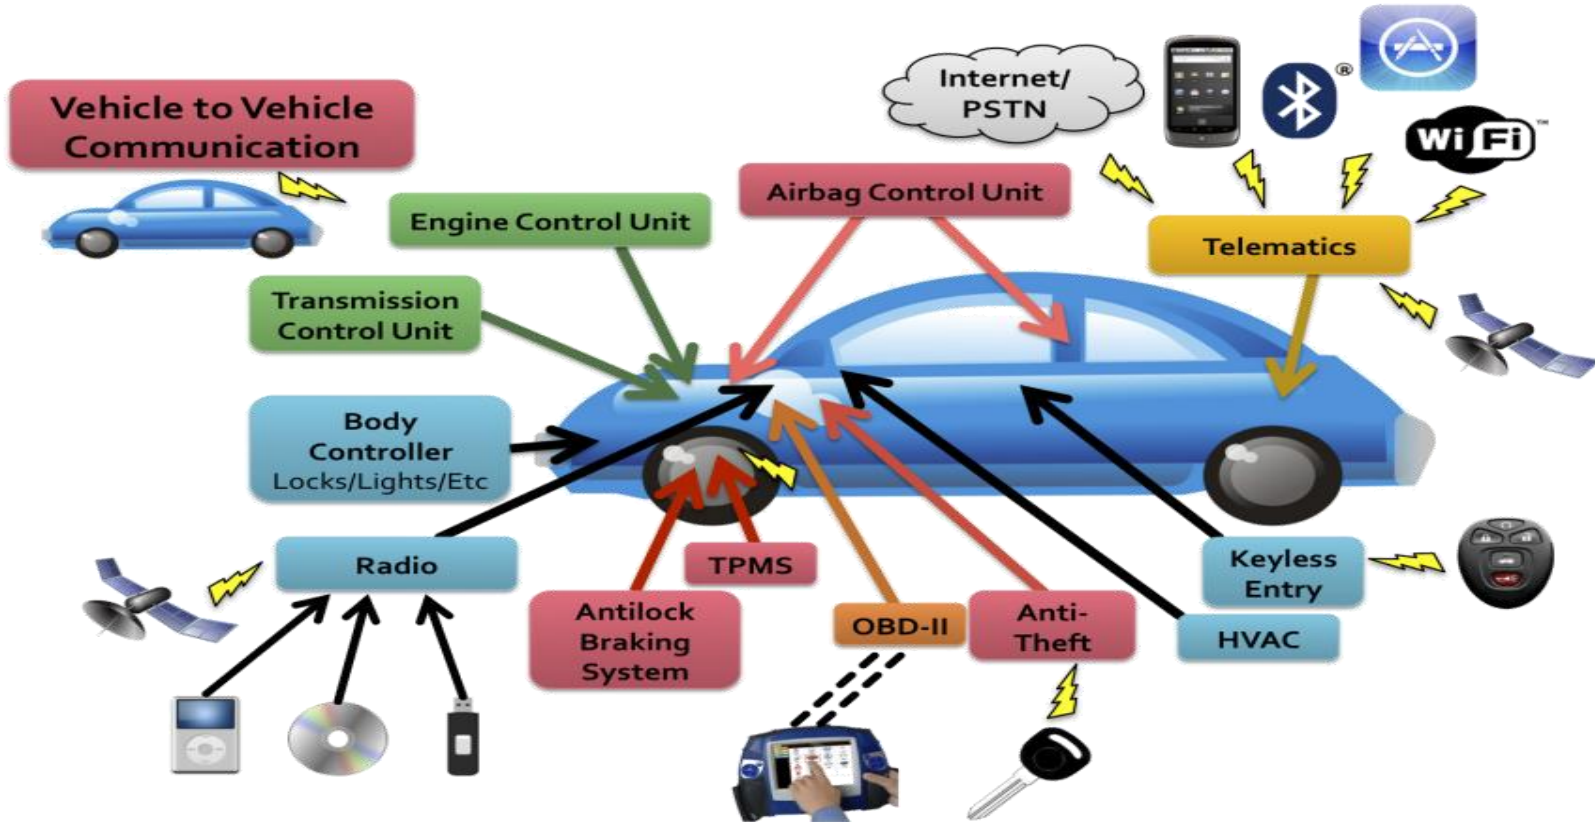 Vehicle to Vehicle
Communication
Internet/
PSTN
®
Wi Fi™
Airbag Control Unit
Engine Control Unit
Telematics
Transmission
Control Unit
Body
Controller
Locks/Lights/Etc
Radio
TPMS
Antilock
Braking
System
OBD-II
Anti-
Theft
Keyless
Entry
HVAC